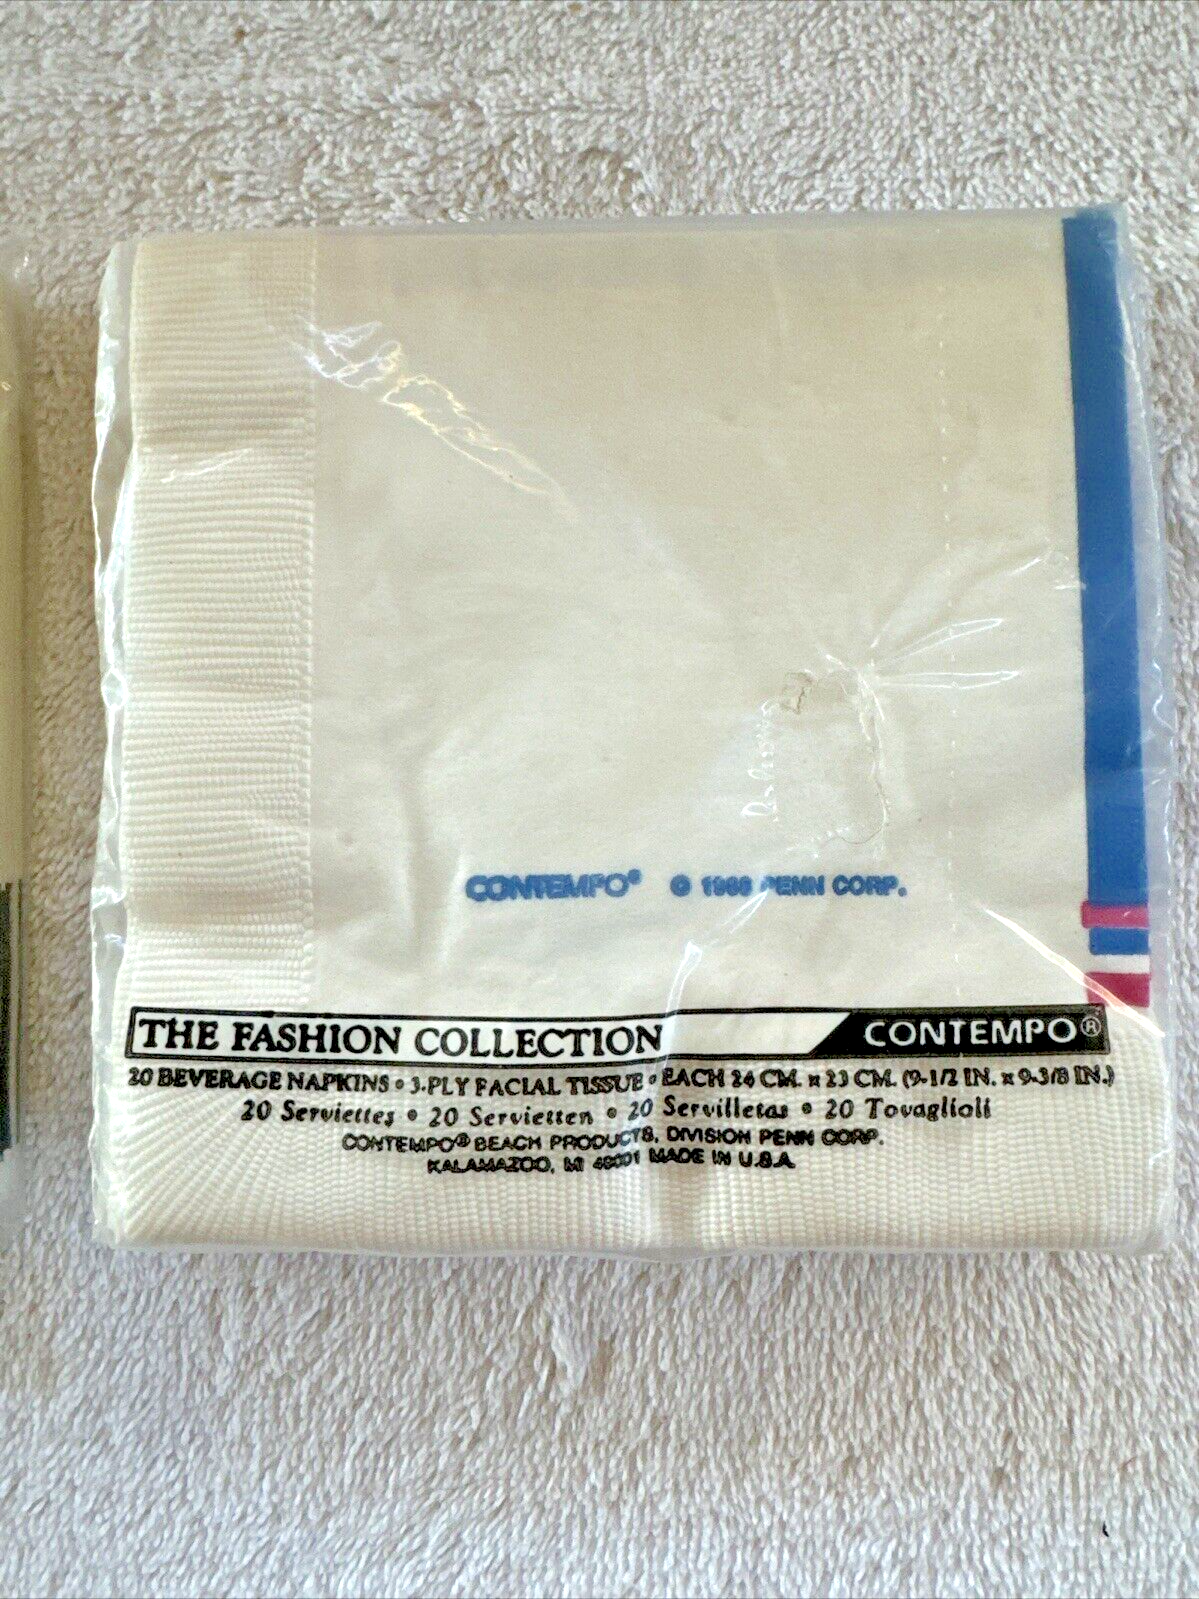 CONTEMPO® © PENN CORP.
THE FASHION COLLECTION CONTEMPO®
20 BEVERAGE NAPKINS • 3-PLY FACIAL TISSUE • EACH 24 CM. x 23 CM. (9-1/2 IN. x 9-3/8 IN.)
20 Serviettes • 20 Servietten • 20 Servilletas • 20 Tovaglioli
CONTEMPO® BEACH PRODUCTS, DIVISION PENN CORP.
KALAMAZOO, MI 49001 MADE IN U.S.A.